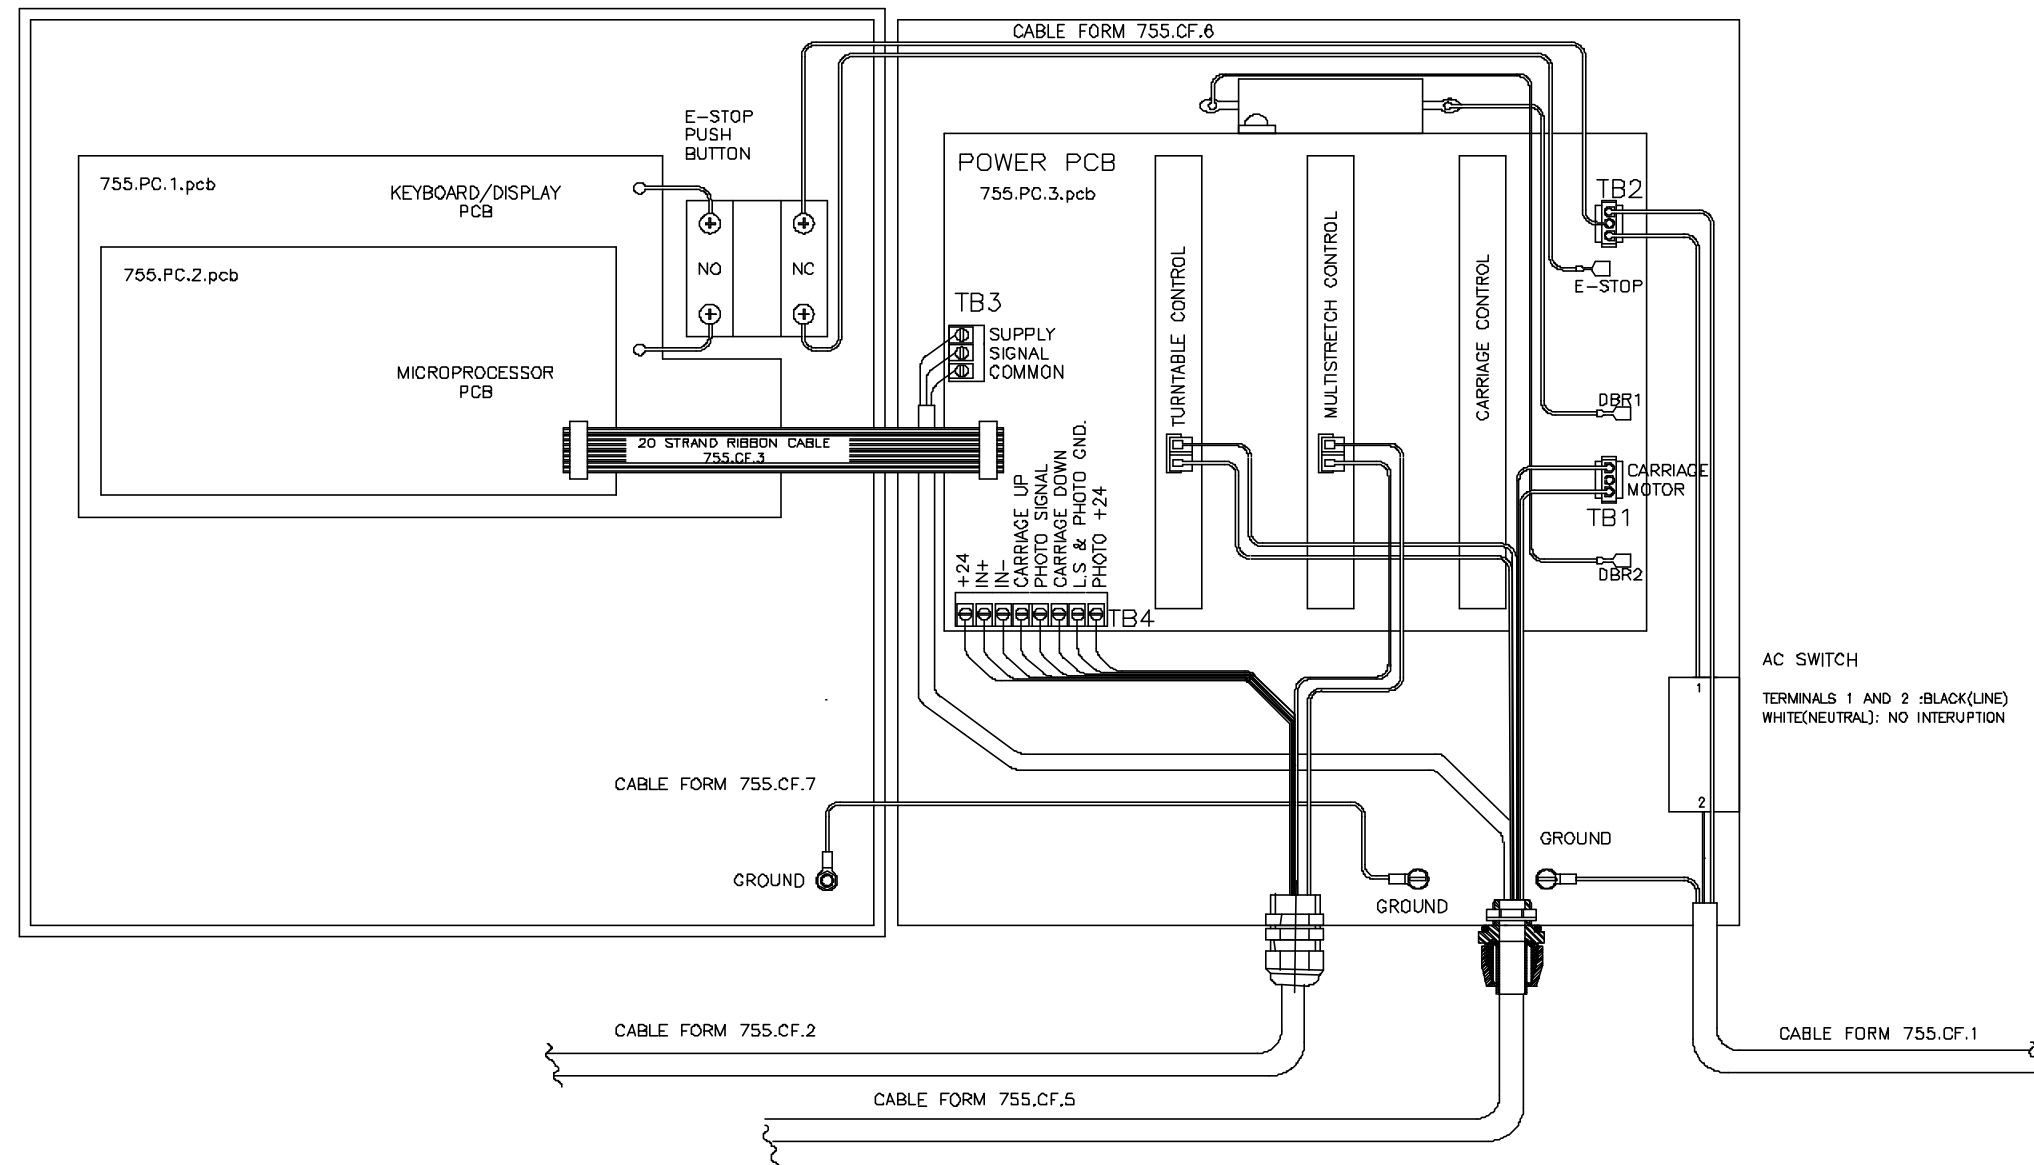 CABLE FORM 755.CF.6
E-STOP
PUSH
BUTTON
755.PC.1.pcb
KEYBOARD/DISPLAY
PCB
NO
NC
755.PC.2.pcb
MICROPROCESSOR
PCB
20 STRAND RIBBON CABLE
755.CF.3
POWER PCB
755.PC.3.pcb
TB3
SUPPLY
SIGNAL
COMMON
TURNTABLE CONTROL
MULTISTRETCH CONTROL
CARRIAGE CONTROL
TB2
E-STOP
DBR1
CARRIAGE
MOTOR
TB1
DBR2
+24
IN+
IN-
CARRIAGE UP
PHOTO SIGNAL
CARRIAGE DOWN
L.S & PHOTO GND.
PHOTO +24
TB4
AC SWITCH
TERMINALS 1 AND 2 :BLACK(LINE)
WHITE(NEUTRAL): NO INTERUPTION
1
2
CABLE FORM 755.CF.7
GROUND
GROUND
GROUND
CABLE FORM 755.CF.2
CABLE FORM 755.CF.1
CABLE FORM 755.CF.5